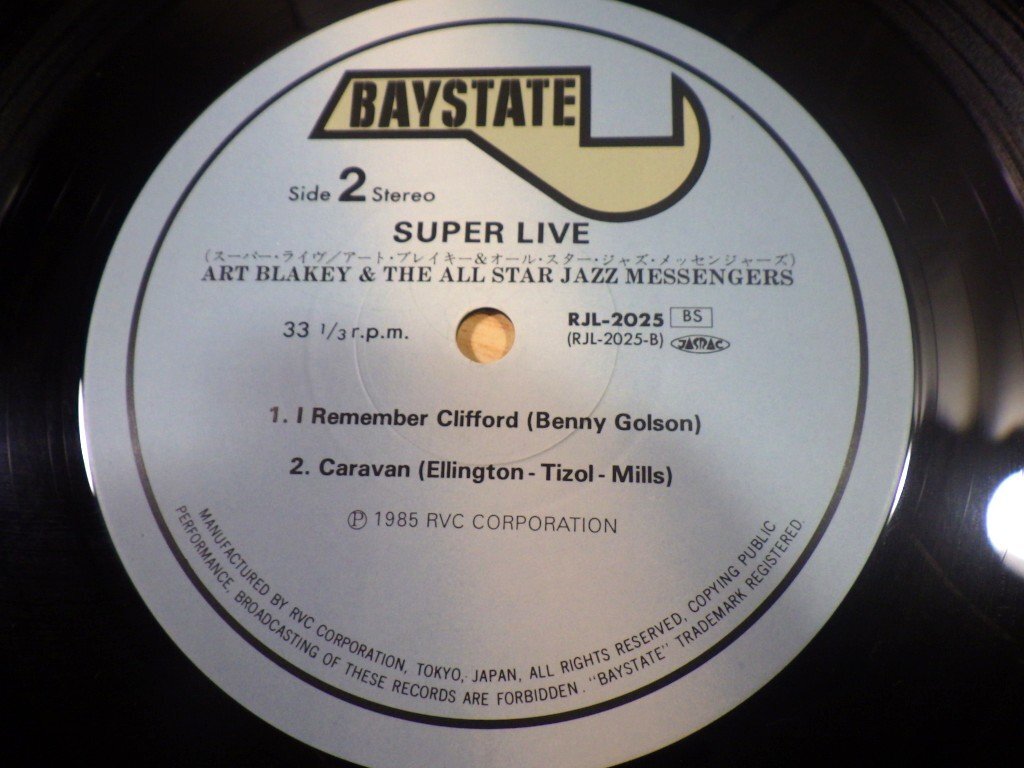 BAYSTATE
Side 2 Stereo
SUPER LIVE
(スーパー・ライヴ/アート・ブレイキー&オール・スター・ジャズ・メッセンジャーズ)
ART BLAKEY & THE ALL STAR JAZZ MESSENGERS
33 1/3 r.p.m.
RJL-2025 BS
(RJL-2025-B) JASRAC
1. I Remember Clifford (Benny Golson)
2. Caravan (Ellington - Tizol - Mills)
Ⓟ 1985 RVC CORPORATION
MANUFACTURED BY RVC CORPORATION, TOKYO, JAPAN, ALL RIGHTS RESERVED, COPYING PUBLIC
PERFORMANCE, BROADCASTING OF THESE RECORDS ARE FORBIDDEN. "BAYSTATE" TRADEMARK REGISTERED.